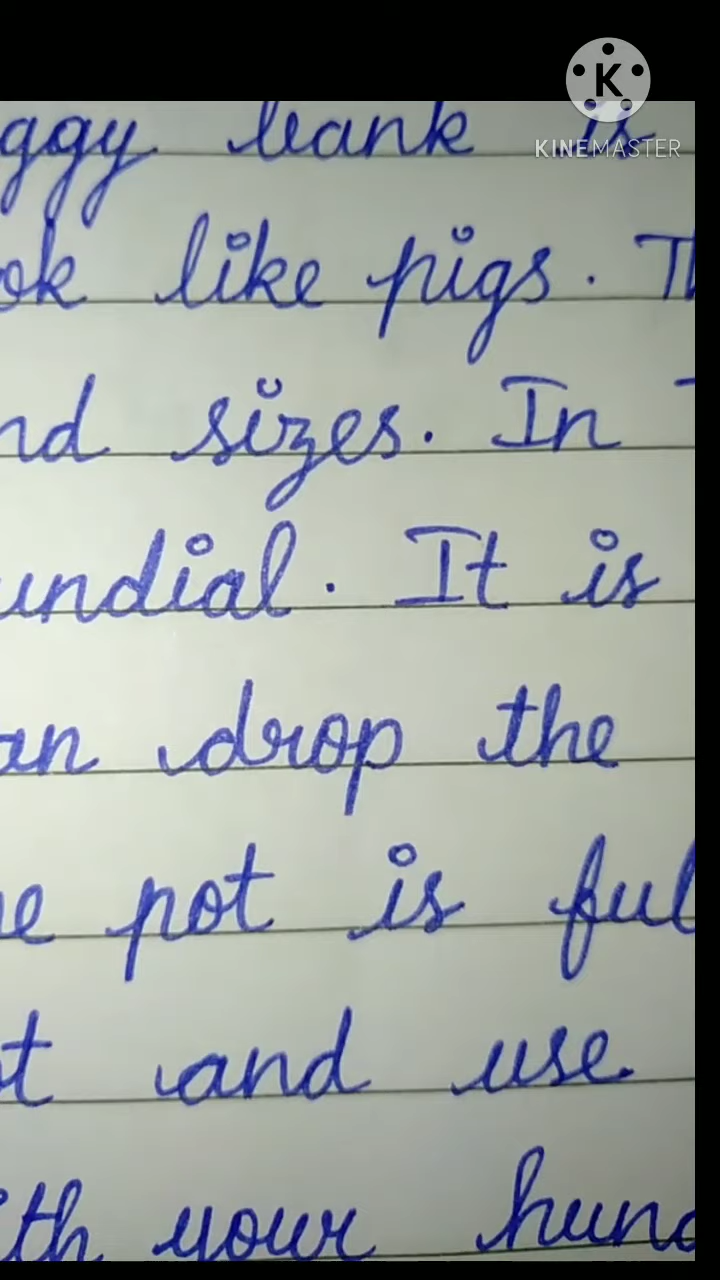 K
KINEMASTER
ggy bank is
ok like pigs. Th
nd sizes. In T
undial. It is
an drop the
e pot is ful
t and use
ith your hund